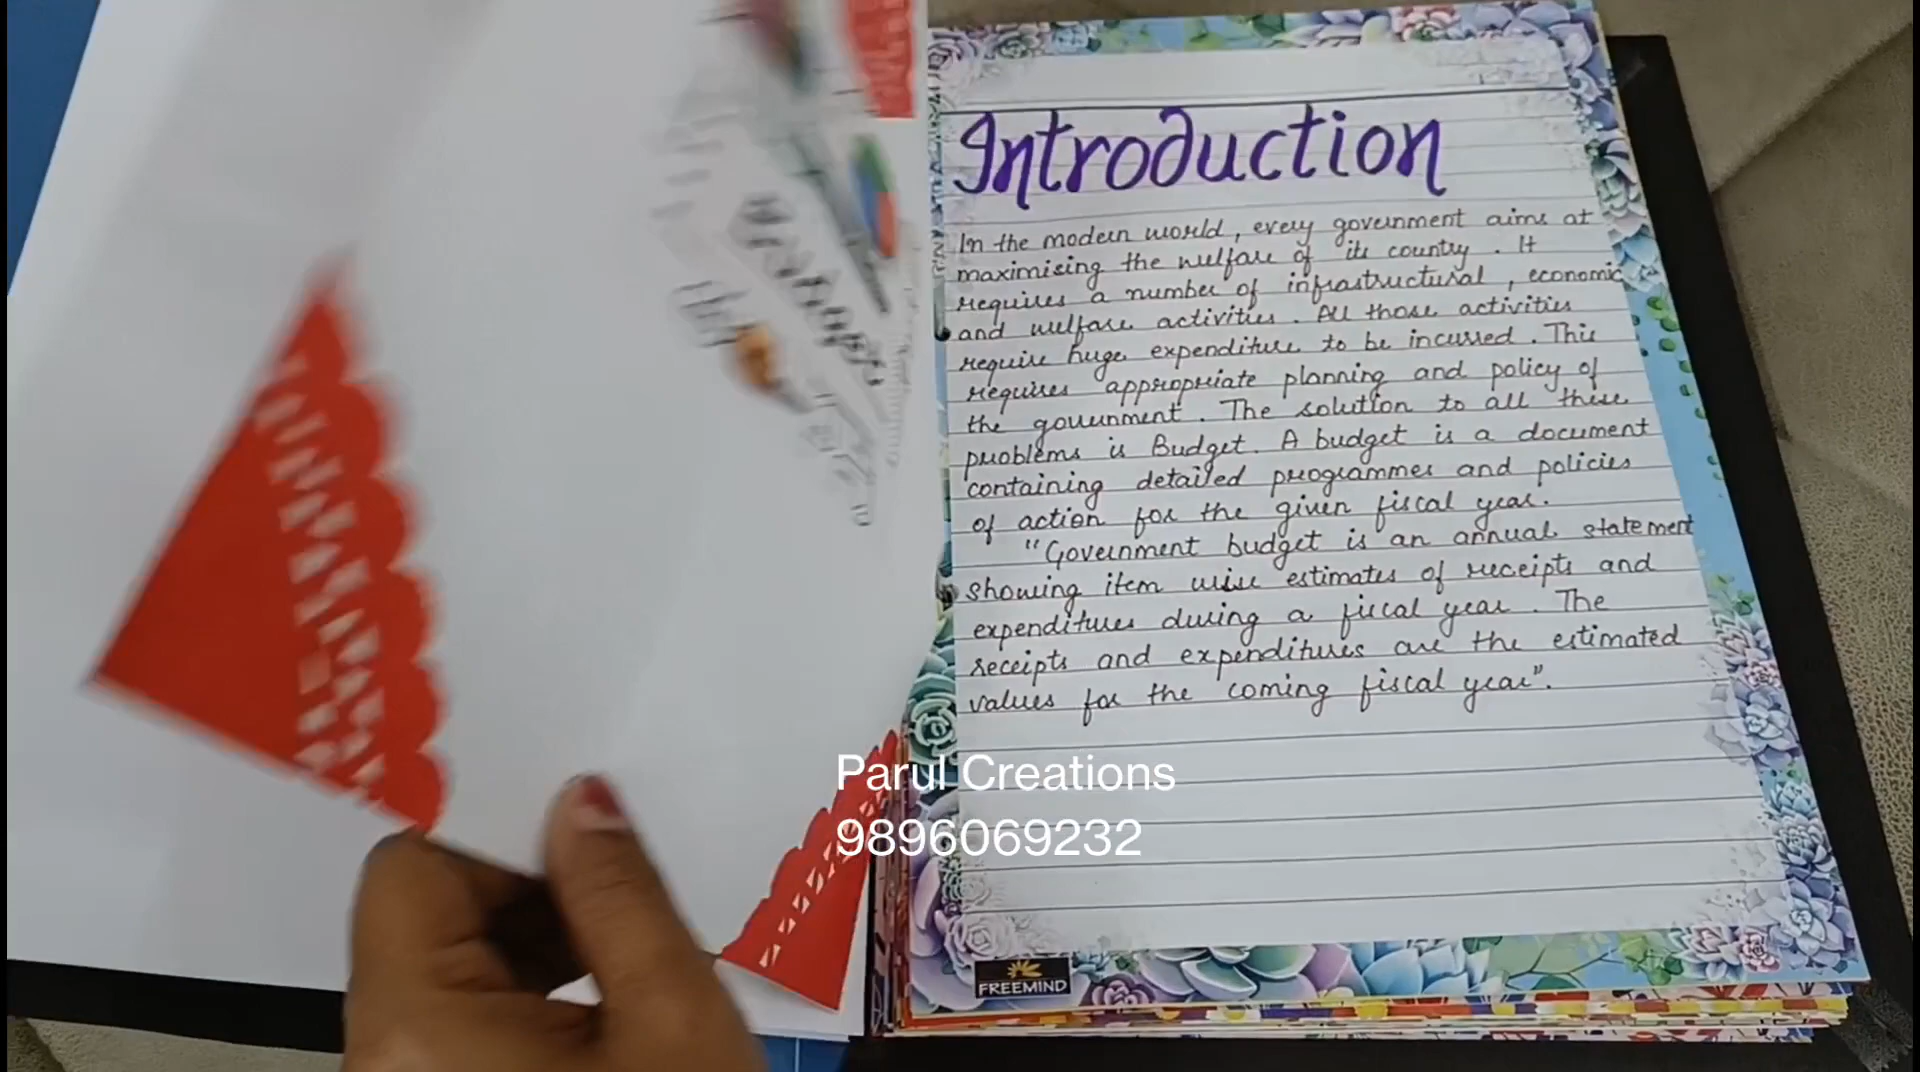 Introduction
In the modern world, every government aims at
maximising the welfare of its country. It
requires a number of infrastructural, economic
and welfare activities. All those activities
require huge expenditure to be incurred. This
requires appropriate planning and policy of
the government. The solution to all these
problems is Budget. A budget is a document
containing detailed programmes and policies
of action for the given fiscal year.
"Government budget is an annual statement
showing item wise estimates of receipts and
expenditures during a fiscal year. The
receipts and expenditures are the estimated
values for the coming fiscal year".
Parul Creations
9896069232
FREEMIND